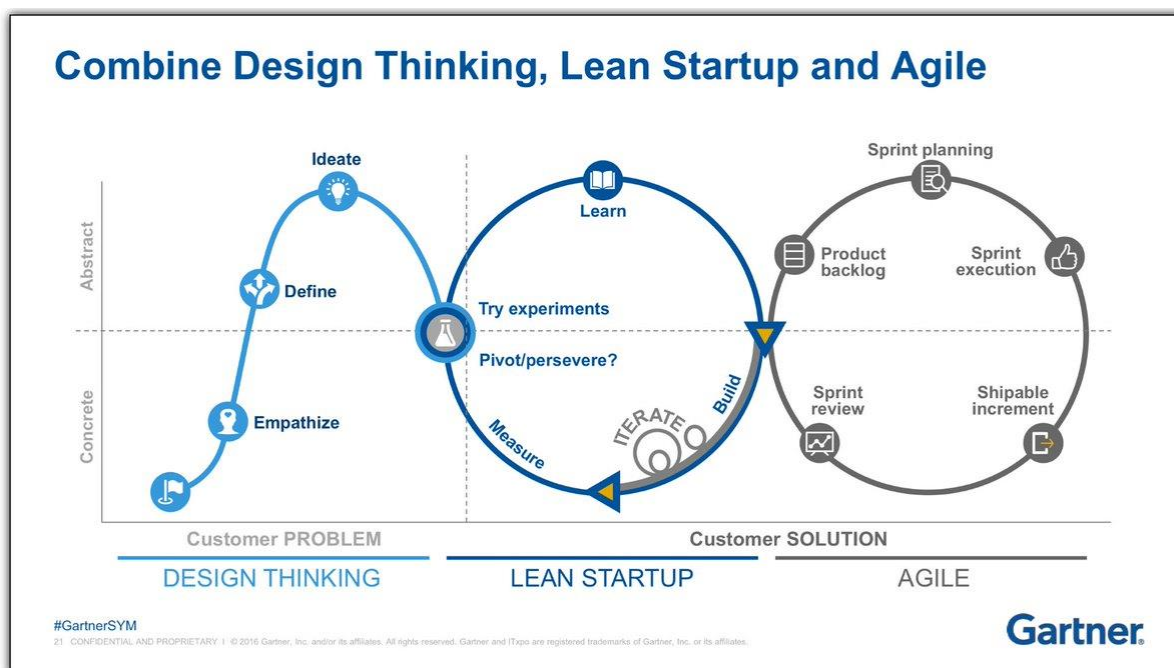 Combine Design Thinking, Lean Startup and Agile
Abstract
Concrete
Ideate
Define
Empathize
Learn
Try experiments
Pivot/persevere?
Measure
ITERATE
Build
Sprint planning
Product
backlog
Sprint
execution
Sprint
review
Shipable
increment
Customer PROBLEM
Customer SOLUTION
DESIGN THINKING
LEAN STARTUP
AGILE
#GartnerSYM
21 CONFIDENTIAL AND PROPRIETARY I © 2016 Gartner, Inc. and/or its affiliates. All rights reserved. Gartner and ITxpo are registered trademarks of Gartner, Inc. or its affiliates.
Gartner®